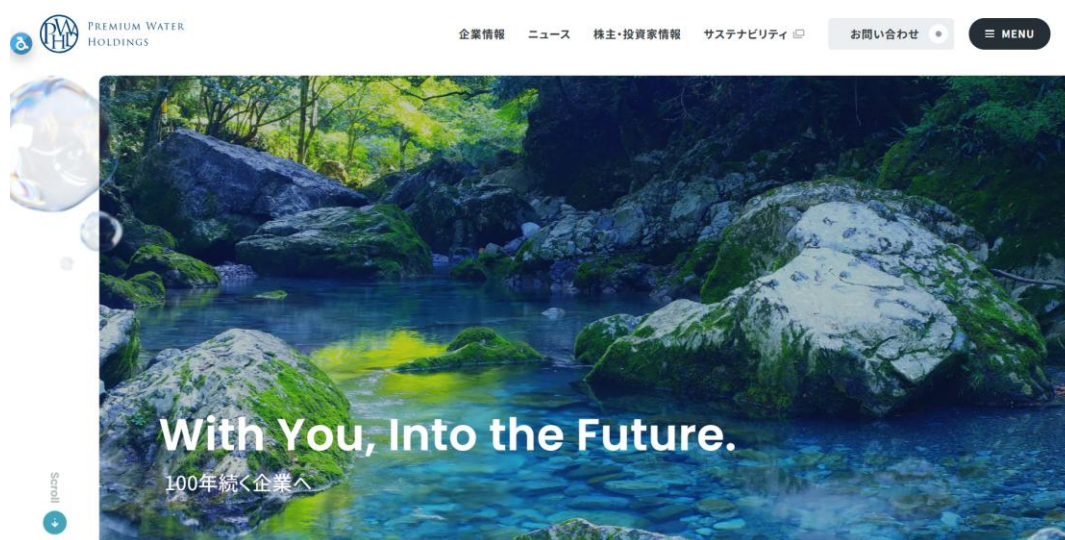 PREMIUM WATER
HOLDINGS
企業情報
ニュース
株主・投資家情報
サステナビリティ
お問い合わせ
MENU
With You, Into the Future.
100年続く企業へ
Scroll